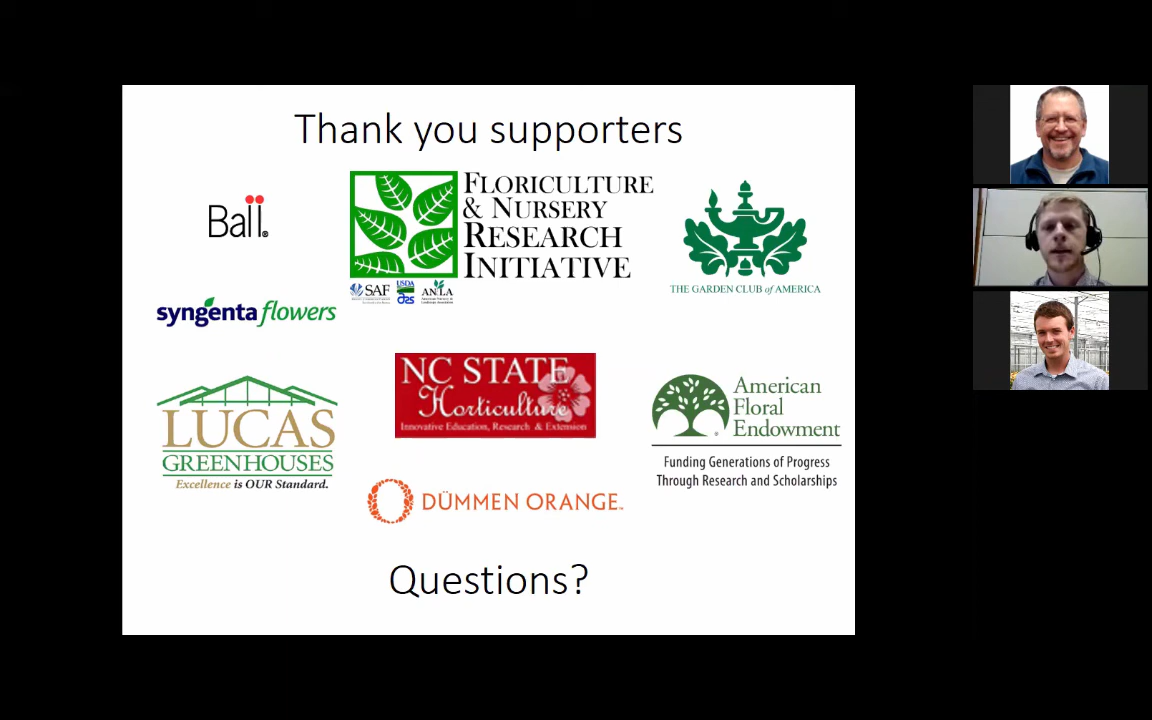 Thank you supporters
Ball®
FLORICULTURE
& NURSERY
RESEARCH
INITIATIVE
SAF
USDA
ars
ANLA
THE GARDEN CLUB of AMERICA
syngenta flowers
NC STATE
Horticulture
Innovative Education, Research & Extension
LUCAS
GREENHOUSES
Excellence is OUR Standard.
American
Floral
Endowment
®
Funding Generations of Progress
Through Research and Scholarships
DÜMMEN ORANGE™
Questions?